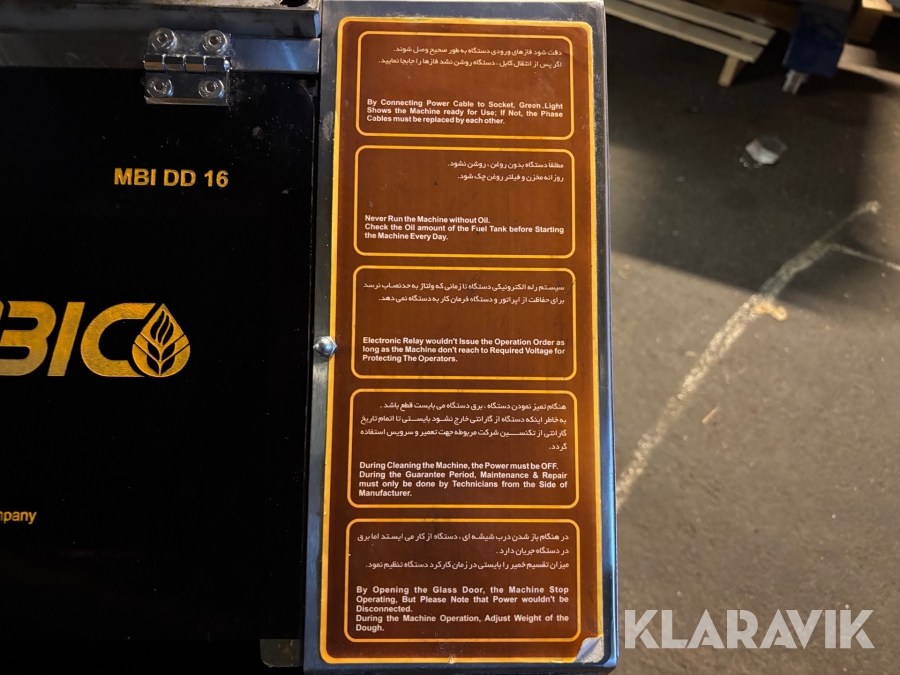 MBI DD 16
BIC
mpany
دقت شود فازهای ورودی دستگاه به طور صحیح وصل شوند.
اگر پس از انتقال کابل ، دستگاه روشن نشد فازها را جابجا نمایید.
By Connecting Power Cable to Socket, Green .Light
Shows the Machine ready for Use; If Not, the Phase
Cables must be replaced by each other.
مطلقاً دستگاه بدون روغن ، روشن نشود.
روزانه مخزن و فیلتر روغن چک شود.
Never Run the Machine without Oil.
Check the Oil amount of the Fuel Tank before Starting
the Machine Every Day.
سیستم رله الکترونیکی دستگاه تا زمانی که ولتاژ به حدنصاب نرسد
برای حفاظت از اپراتور و دستگاه فرمان کار به دستگاه نمی دهد.
Electronic Relay wouldn't Issue the Operation Order as
long as the Machine don't reach to Required Voltage for
Protecting The Operators.
هنگام تمیز نمودن دستگاه ، برق دستگاه می بایست قطع باشد .
به خاطر اینکه دستگاه از گارانتی خارج نشود بایستی تا اتمام تاریخ
گارانتی از تکنسین شرکت مربوطه جهت تعمیر و سرویس استفاده
گردد.
During Cleaning the Machine, the Power must be OFF.
During the Guarantee Period, Maintenance & Repair
must only be done by Technicians from the Side of
Manufacturer.
در هنگام باز شدن درب شیشه ای ، دستگاه از کار می ایستد اما برق
در دستگاه جریان دارد .
میزان تقسیم خمیر را بایستی در زمان کارکرد دستگاه تنظیم نمود.
By Opening the Glass Door, the Machine Stop
Operating, But Please Note that Power wouldn't be
Disconnected.
During the Machine Operation, Adjust Weight of the
Dough.
KLARAVIK